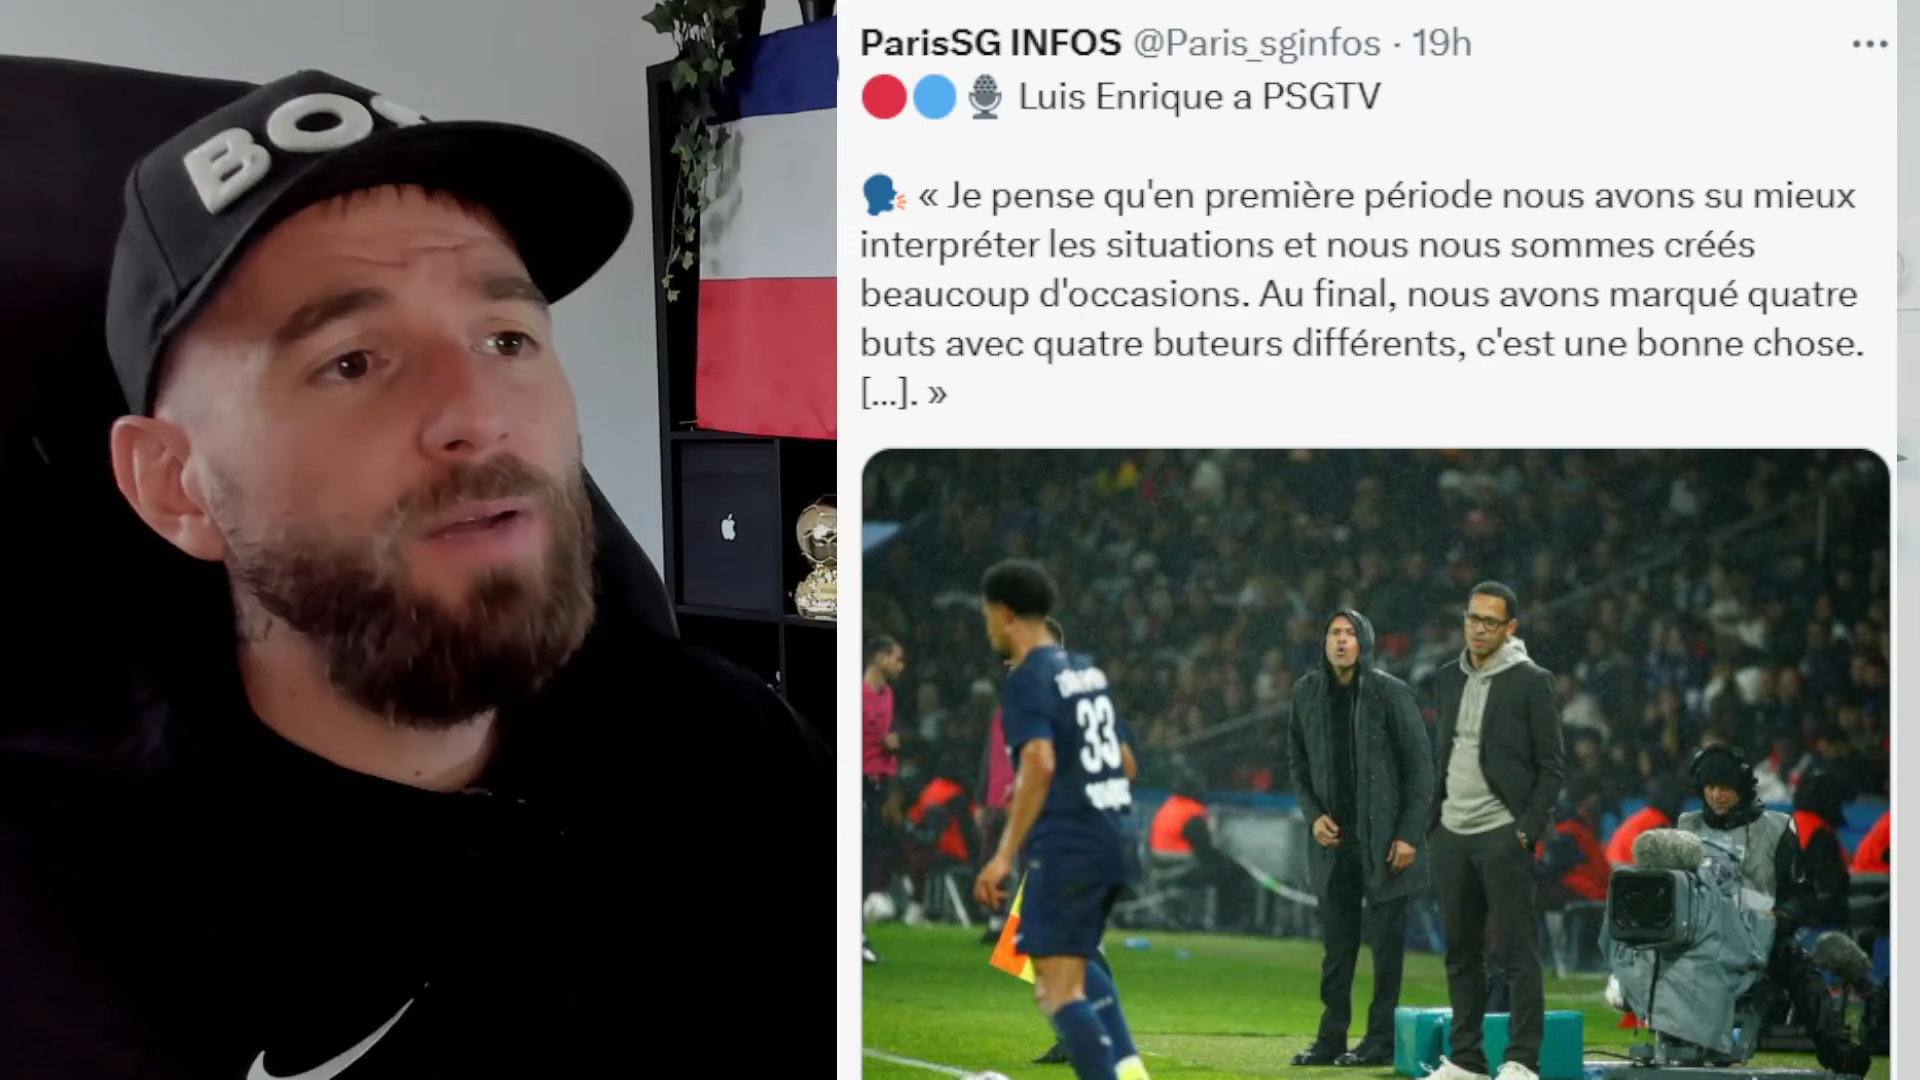 BO
ParisSG INFOS @Paris_sginfos · 19h
Luis Enrique a PSGTV
« Je pense qu'en première période nous avons su mieux
interpréter les situations et nous nous sommes créés
beaucoup d'occasions. Au final, nous avons marqué quatre
buts avec quatre buteurs différents, c'est une bonne chose.
[...]. »
33